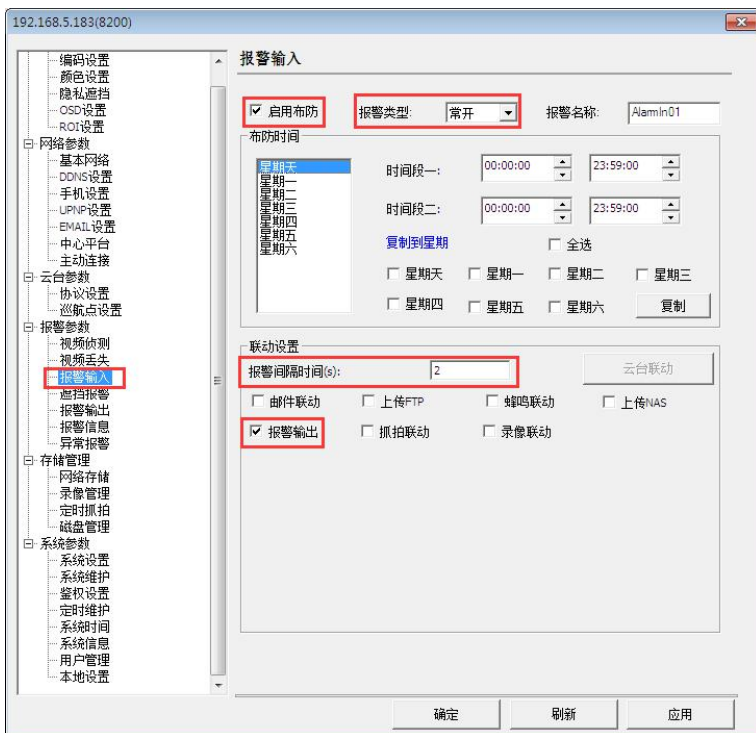 192.168.5.183(8200)
编码设置
颜色设置
隐私遮挡
OSD设置
ROI设置
网络参数
基本网络
DDNS设置
手机设置
UPNP设置
EMAIL设置
中心平台
主动连接
云台参数
协议设置
巡航点设置
报警参数
视频侦测
视频丢失
报警输入
遮挡报警
报警输出
报警信息
异常报警
存储管理
网络存储
录像管理
定时抓拍
磁盘管理
系统参数
系统设置
系统维护
鉴权设置
定时维护
系统时间
系统信息
用户管理
本地设置
报警输入
启用布防 报警类型: 常开 报警名称: AlarmIn01
布防时间
星期天
星期一
星期二
星期三
星期四
星期五
星期六
时间段一: 00:00:00 23:59:00
时间段二: 00:00:00 23:59:00
复制到星期 全选
星期天 星期一 星期二 星期三
星期四 星期五 星期六 复制
联动设置
报警间隔时间(s): 2 云台联动
邮件联动 上传FTP 蜂鸣联动 上传NAS
报警输出 抓拍联动 录像联动
确定 刷新 应用